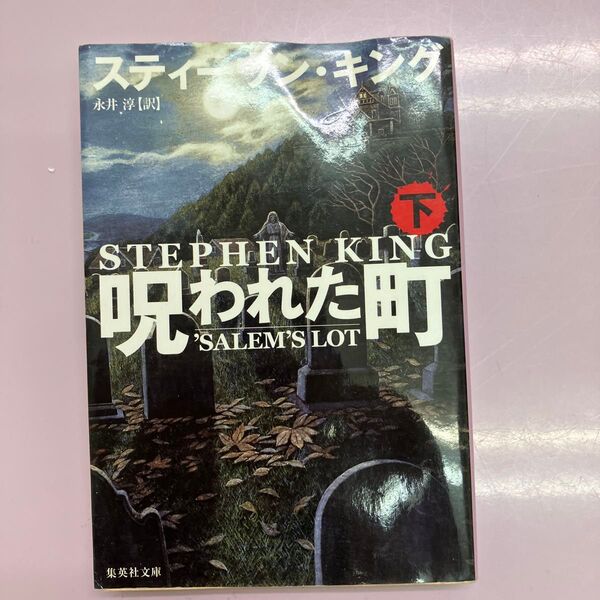 スティーヴン・キング
永井 淳【訳】
下
STEPHEN KING
呪われた町
'SALEM'S LOT
集英社文庫